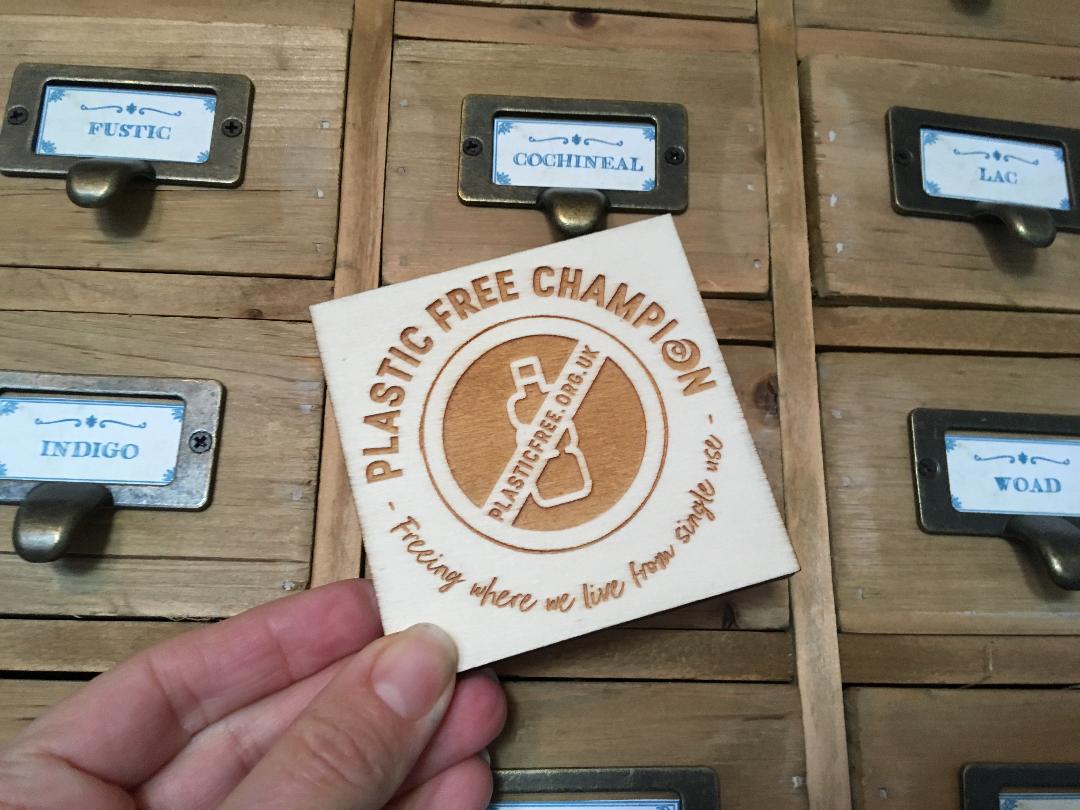 FUSTIC
COCHINEAL
LAC
INDIGO
WOAD
PLASTIC FREE CHAMPION
PLASTICFREE.ORG.UK
- Freeing where we live from single use -